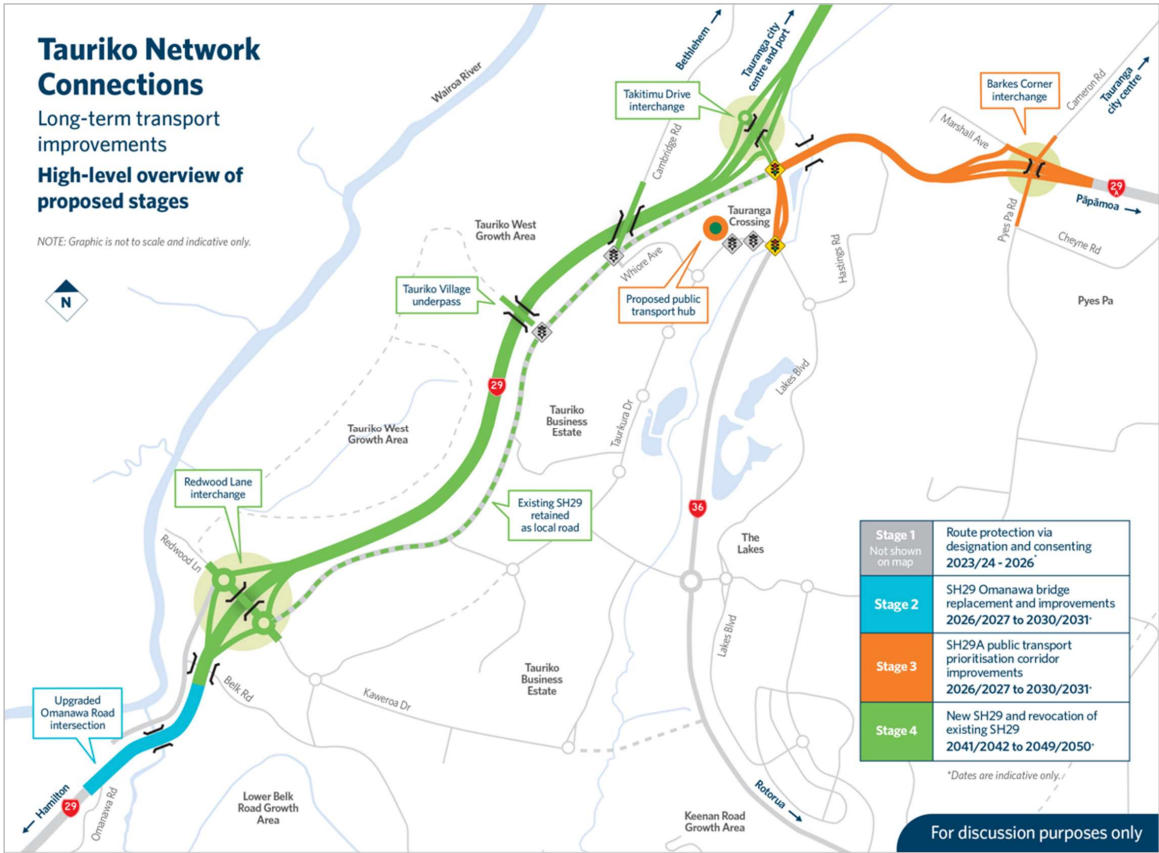 Tauriko Network
Connections
Long-term transport
improvements
High-level overview of
proposed stages
NOTE: Graphic is not to scale and indicative only.
N
Wairoa River
Bethlehem
Tauranga city
centre and port
Takitimu Drive
interchange
Cambridge Rd
Barkes Corner
interchange
Cameron Rd
Tauranga
city centre
Marshall Ave
29
A
Pāpāmoa
Pyes Pa Rd
Cheyne Rd
Pyes Pa
Tauriko West
Growth Area
Tauranga
Crossing
Whiore Ave
Hastings Rd
Tauriko Village
underpass
Proposed public
transport hub
29
Lakes Blvd
Tauriko
Business
Estate
Taurikura Dr
Tauriko West
Growth Area
Redwood Lane
interchange
Existing SH29
retained
as local road
36
Redwood Ln
The
Lakes
Lakes Blvd
Tauriko
Business
Estate
Belk Rd
Kaweroa Dr
Upgraded
Omanawa Road
intersection
Hamilton
29
Omanawa Rd
Lower Belk
Road Growth
Area
Rotorua
Keenan Road
Growth Area
Stage 1
Not shown
on map
Route protection via
designation and consenting
2023/24 - 2026*
Stage 2
SH29 Omanawa bridge
replacement and improvements
2026/2027 to 2030/2031*
Stage 3
SH29A public transport
prioritisation corridor
improvements
2026/2027 to 2030/2031*
Stage 4
New SH29 and revocation of
existing SH29
2041/2042 to 2049/2050*
*Dates are indicative only.
For discussion purposes only